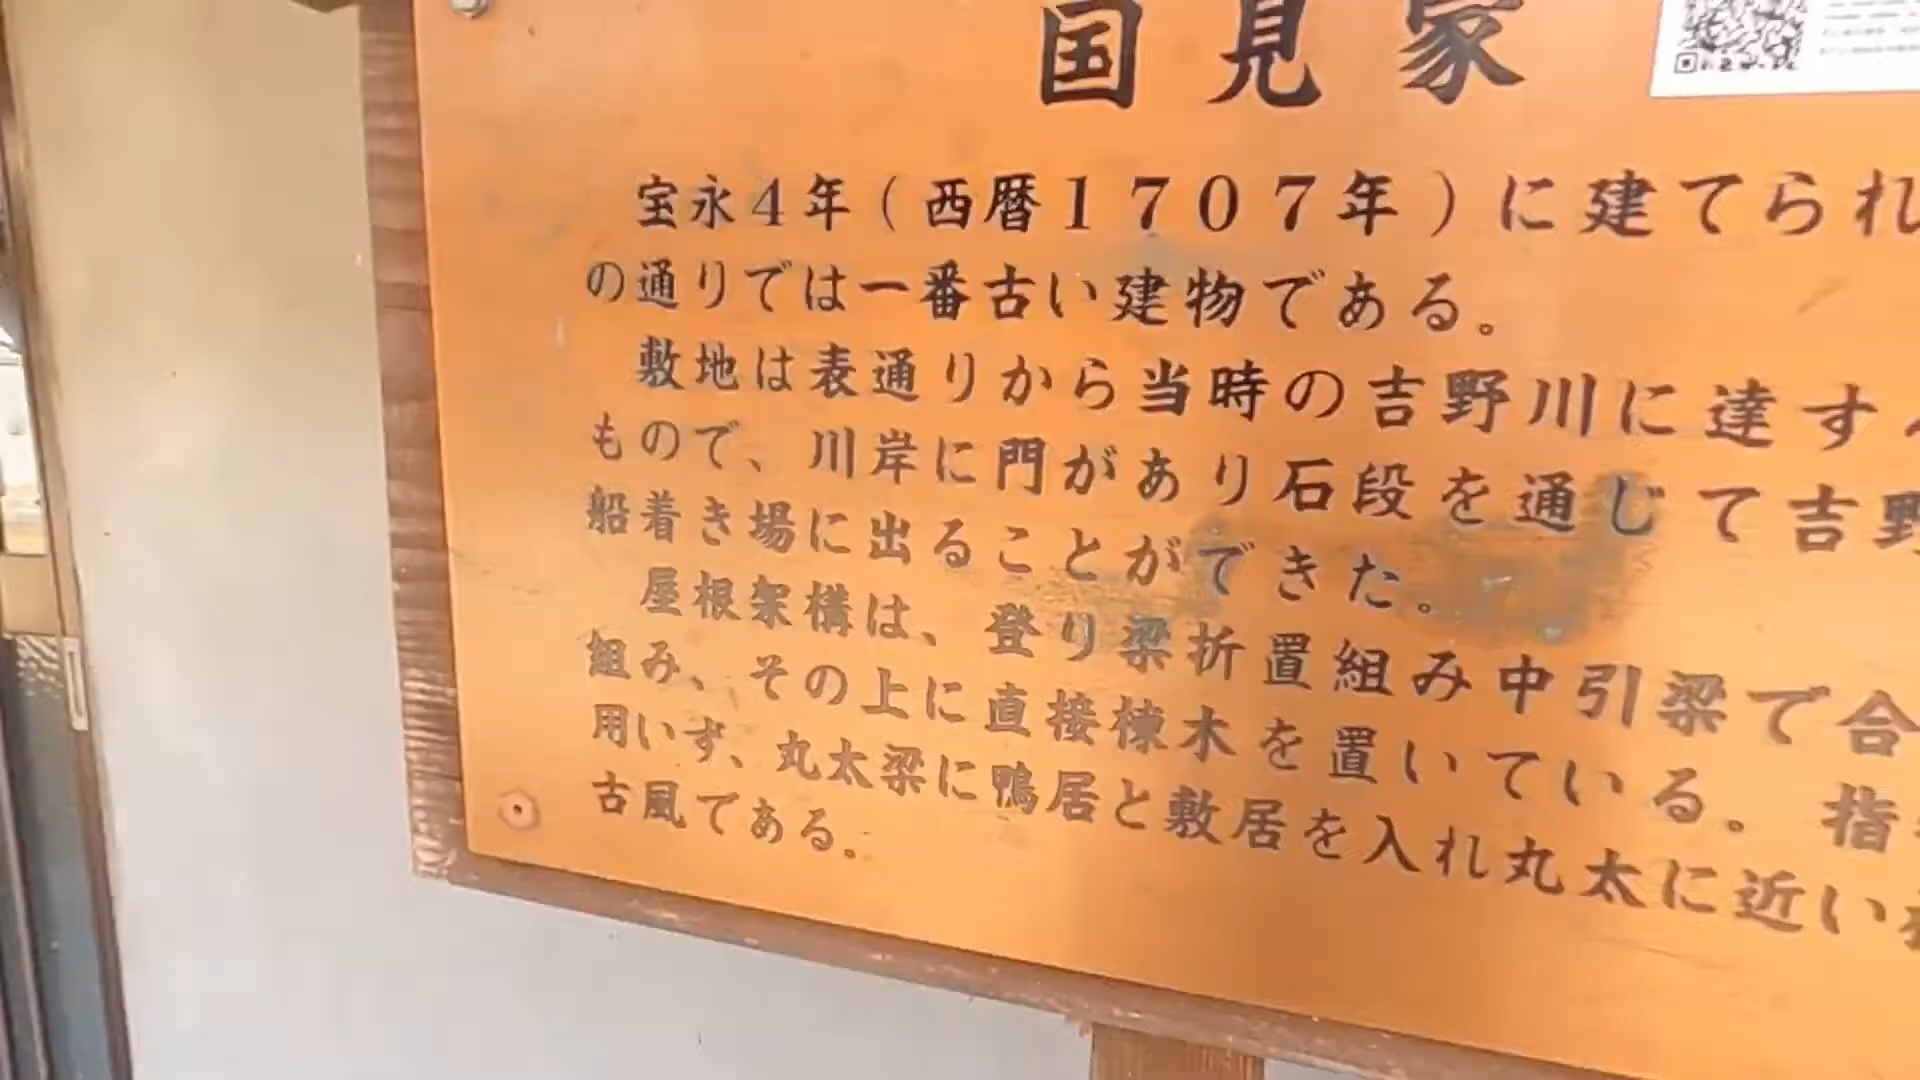 国見家
宝永4年(西暦1707年)に建てられ
の通りでは一番古い建物である。
敷地は表通りから当時の吉野川に達す
もので、川岸に門があり石段を通じて吉野
船着き場に出ることができた。
屋根架構は、登り梁折置組み中引梁で合
組み、その上に直接棟木を置いている。指
用いず、丸太梁に鴨居と敷居を入れ丸太に近い
古風である。